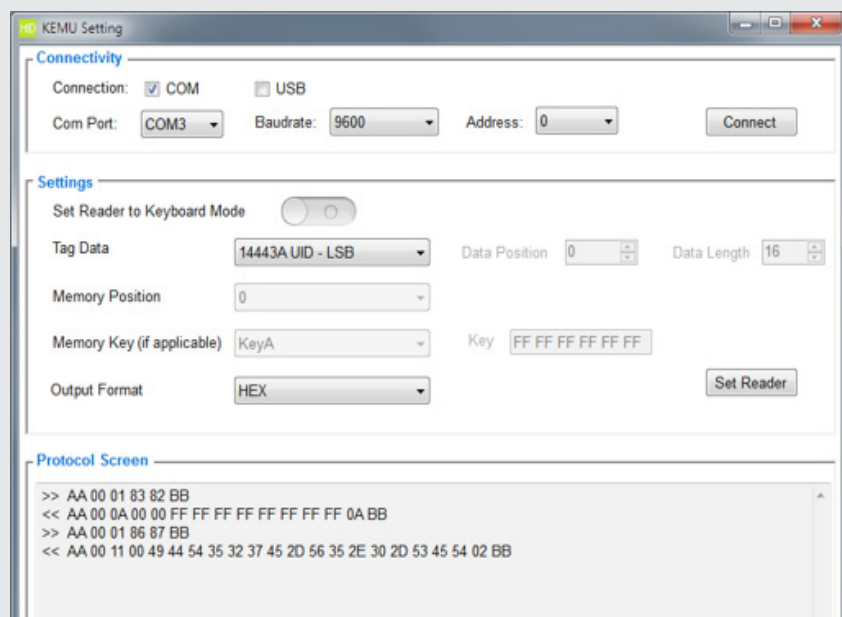 HD KEMU Setting
Connectivity
Connection: COM USB
Com Port: COM3 Baudrate: 9600 Address: 0 Connect
Settings
Set Reader to Keyboard Mode
Tag Data 14443A UID - LSB Data Position 0 Data Length 16
Memory Position 0
Memory Key (if applicable) KeyA Key FF FF FF FF FF FF
Output Format HEX Set Reader
Protocol Screen
>> AA 00 01 83 82 BB
<< AA 00 0A 00 00 FF FF FF FF FF FF FF FF 0A BB
>> AA 00 01 86 87 BB
<< AA 00 11 00 49 44 54 35 32 37 45 2D 56 35 2E 30 2D 53 45 54 02 BB